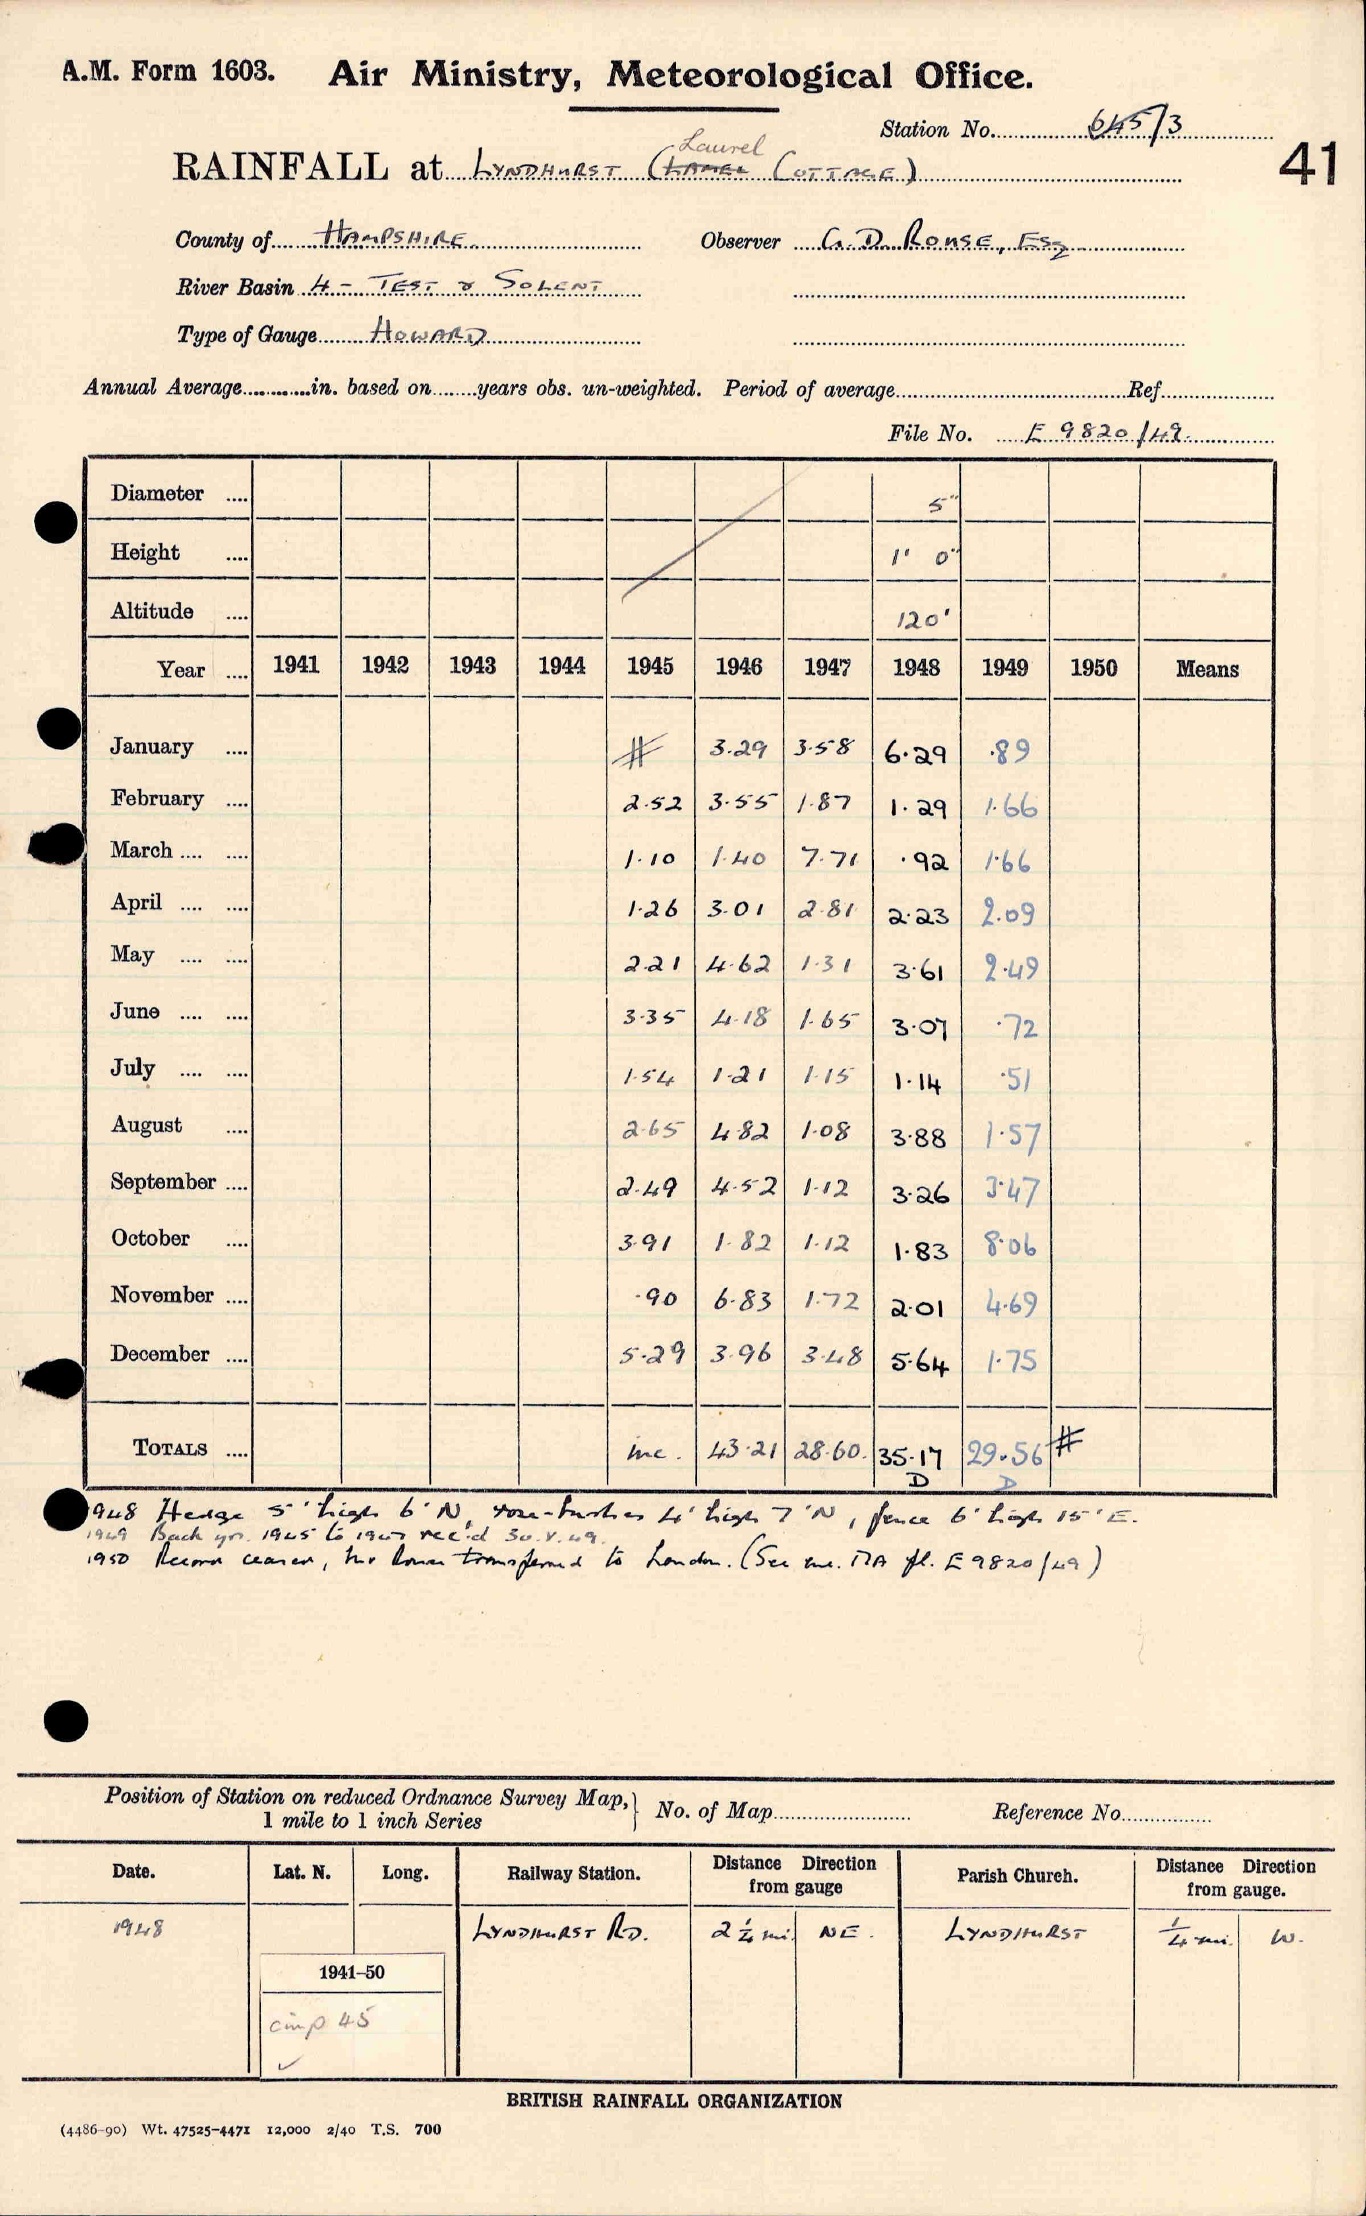 A.M. Form 1603. Air Ministry, Meteorological Office.
Station No. 645/3
41
Laurel
RAINFALL at LYNDHURST (LAMEL COTTAGE)
County of HAMPSHIRE Observer G. D. ROUSE, Esq
River Basin 4 - TEST & SOLENT
Type of Gauge HOWARD
Annual Average in. based on years obs. un-weighted. Period of average Ref
File No. E 9820/49
Diameter 5"
Height 1' 0"
Altitude 120'
Year 1941 1942 1943 1944 1945 1946 1947 1948 1949 1950 Means
January # 3.29 3.58 6.29 .89
February 2.52 3.55 1.87 1.29 1.66
March 1.10 1.40 7.71 .92 1.66
April 1.26 3.01 2.81 2.23 2.09
May 2.21 4.62 1.31 3.61 2.49
June 3.35 4.18 1.65 3.07 .72
July 1.54 1.21 1.15 1.14 .51
August 2.65 4.82 1.08 3.88 1.57
September 2.49 4.52 1.12 3.26 3.47
October 3.91 1.82 1.12 1.83 8.06
November .90 6.83 1.72 2.01 4.69
December 5.29 3.96 3.48 5.64 1.75
TOTALS inc. 43.21 28.60 35.17 29.56 #
D D
1948 Hedge 5' high 6' N, rose-bushes 4' high 7' N, fence 6' high 15' E.
1949 Back yrs. 1945 to 1947 rec'd 30.V.49.
1950 Record ceased, Mr Rouse transferred to London. (See E 9820/49)
Position of Station on reduced Ordnance Survey Map, No. of Map Reference No.
1 mile to 1 inch Series
Date. Lat. N. Long. Railway Station. Distance Direction from gauge Parish Church. Distance Direction from gauge.
1948 LYNDHURST RD. 2 1/4 mi. NE. LYNDHURST 1/4 mi. W.
1941-50
cmp 45
✓
BRITISH RAINFALL ORGANIZATION
(4486-90) Wt. 47525-4471 12,000 2/40 T.S. 700